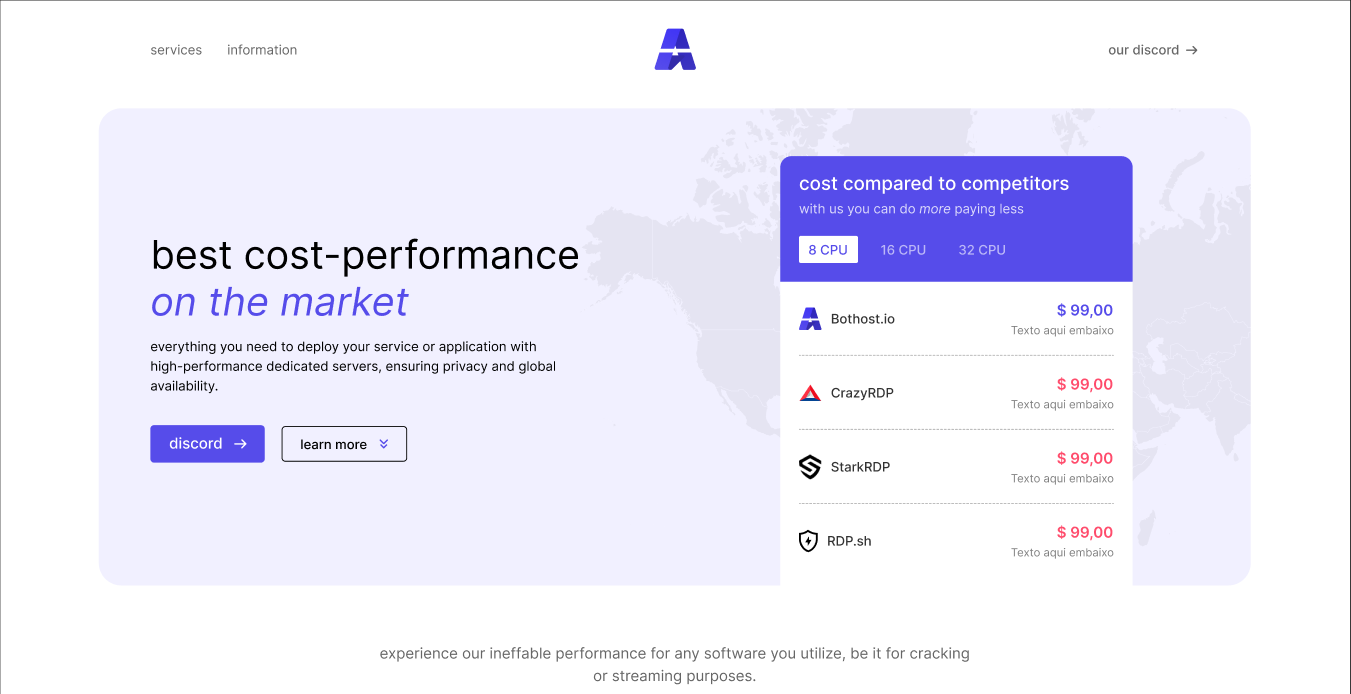 services information our discord →
best cost-performance
on the market
everything you need to deploy your service or application with
high-performance dedicated servers, ensuring privacy and global
availability.
discord →
learn more
cost compared to competitors
with us you can do more paying less
8 CPU 16 CPU 32 CPU
Bothost.io $ 99,00
Texto aqui embaixo
CrazyRDP $ 99,00
Texto aqui embaixo
StarkRDP $ 99,00
Texto aqui embaixo
RDP.sh $ 99,00
Texto aqui embaixo
experience our ineffable performance for any software you utilize, be it for cracking
or streaming purposes.